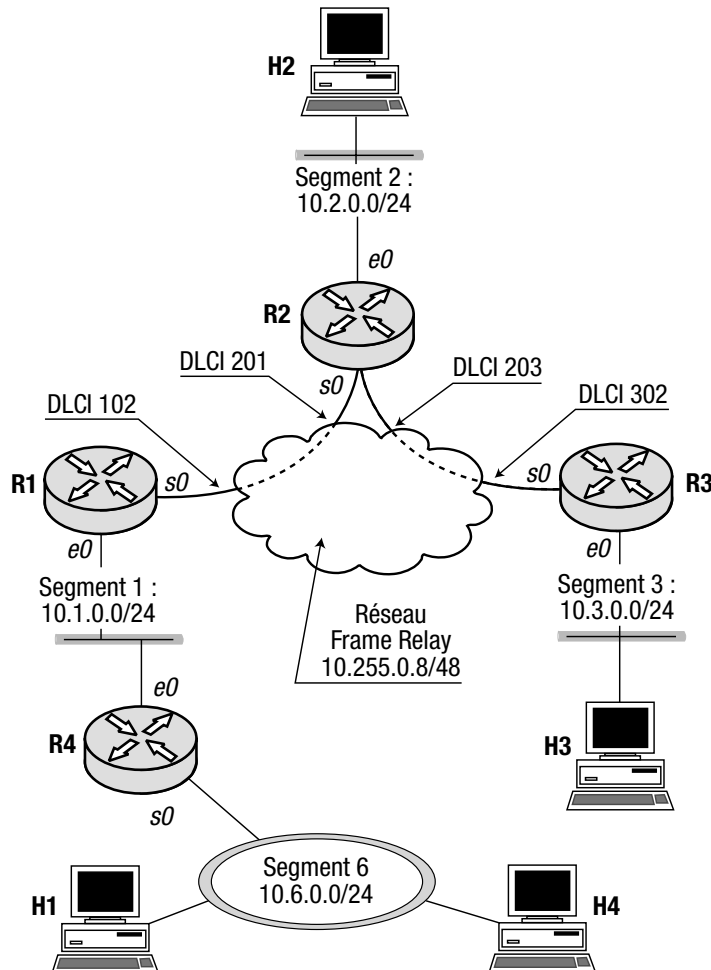 H2
Segment 2 :
10.2.0.0/24
e0
R2
DLCI 201
s0
DLCI 203
DLCI 102
DLCI 302
R1
s0
s0
R3
e0
e0
Segment 1 :
10.1.0.0/24
Segment 3 :
10.3.0.0/24
Réseau
Frame Relay
10.255.0.8/48
e0
R4
H3
s0
Segment 6
10.6.0.0/24
H1
H4